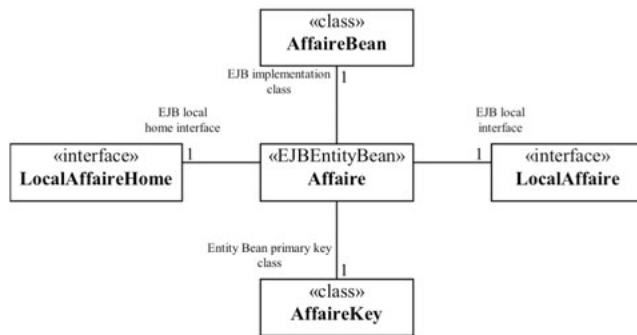 «class»
AffaireBean
EJB implementation
class
1
EJB local
home interface
EJB local
interface
«interface»
LocalAffaireHome
1
«EJBEntityBean»
Affaire
1
«interface»
LocalAffaire
Entity Bean primary key
class
1
«class»
AffaireKey